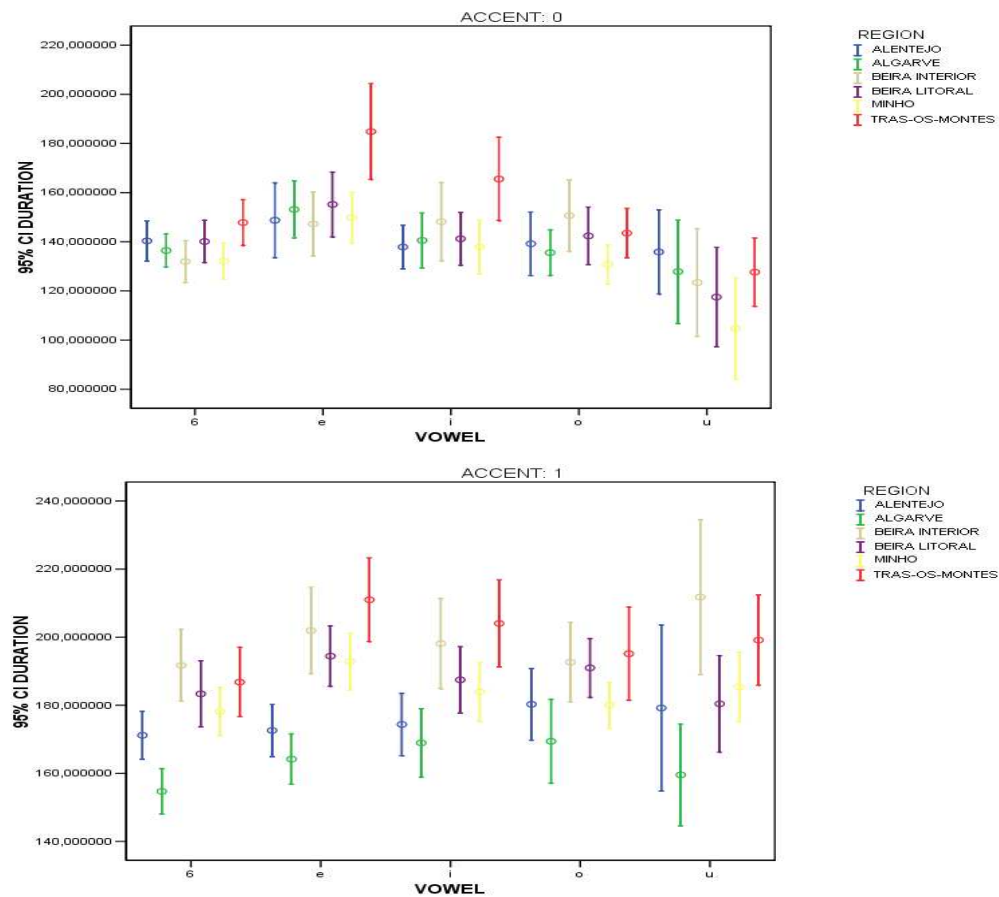 ACCENT: 0
220,000000
200,000000
180,000000
160,000000
140,000000
120,000000
100,000000
80,000000
95% CI DURATION
6 e i o u
VOWEL
REGION
ALENTEJO
ALGARVE
BEIRA INTERIOR
BEIRA LITORAL
MINHO
TRAS-OS-MONTES
ACCENT: 1
240,000000
220,000000
200,000000
180,000000
160,000000
140,000000
95% CI DURATION
6 e i o u
VOWEL
REGION
ALENTEJO
ALGARVE
BEIRA INTERIOR
BEIRA LITORAL
MINHO
TRAS-OS-MONTES